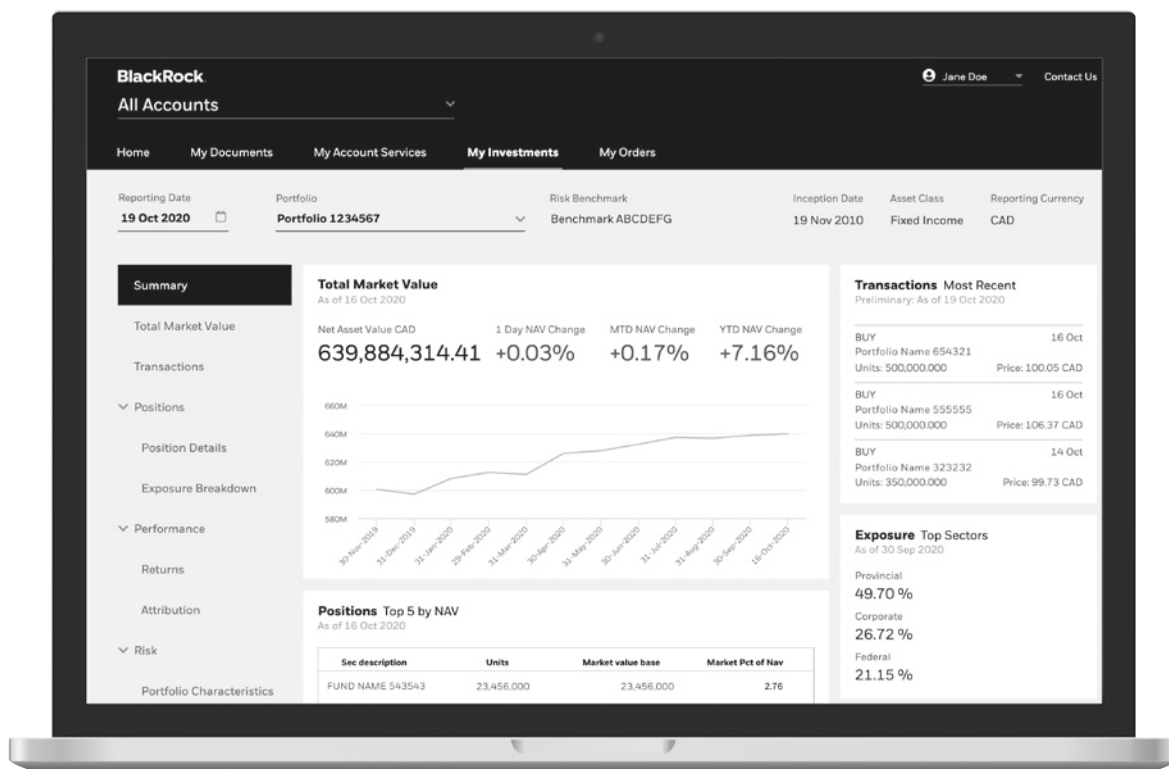 BlackRock
All Accounts
Jane Doe
Contact Us
Home My Documents My Account Services My Investments My Orders
Reporting Date
19 Oct 2020
Portfolio
Portfolio 1234567
Risk Benchmark
Benchmark ABCDEFG
Inception Date
19 Nov 2010
Asset Class
Fixed Income
Reporting Currency
CAD
Summary
Total Market Value
Transactions
Positions
Position Details
Exposure Breakdown
Performance
Returns
Attribution
Risk
Portfolio Characteristics
Total Market Value
As of 16 Oct 2020
Net Asset Value CAD
639,884,314.41
1 Day NAV Change
+0.03%
MTD NAV Change
+0.17%
YTD NAV Change
+7.16%
660M
640M
620M
600M
580M
30-Nov-2019
31-Dec-2019
31-Jan-2020
29-Feb-2020
31-Mar-2020
30-Apr-2020
31-May-2020
30-Jun-2020
31-Jul-2020
31-Aug-2020
30-Sep-2020
16-Oct-2020
Positions Top 5 by NAV
As of 16 Oct 2020
Sec description Units Market value base Market Pct of Nav
FUND NAME 543543 23,456,000 23,456,000 2.76
Transactions Most Recent
Preliminary: As of 19 Oct 2020
BUY 16 Oct
Portfolio Name 654321
Units: 500,000.000 Price: 100.05 CAD
BUY 16 Oct
Portfolio Name 555555
Units: 500,000.000 Price: 106.37 CAD
BUY 14 Oct
Portfolio Name 323232
Units: 350,000.000 Price: 99.73 CAD
Exposure Top Sectors
As of 30 Sep 2020
Provincial
49.70 %
Corporate
26.72 %
Federal
21.15 %